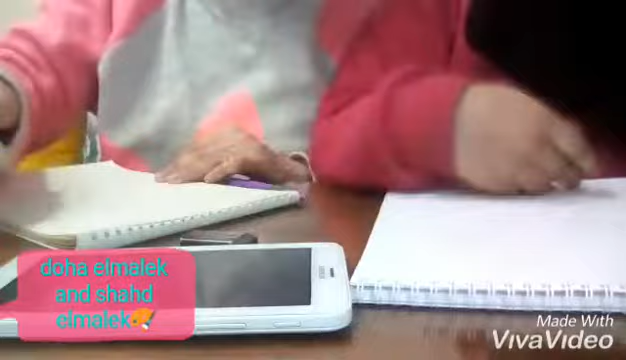 doha elmalek
and shahd
elmalek
Made With
VivaVideo